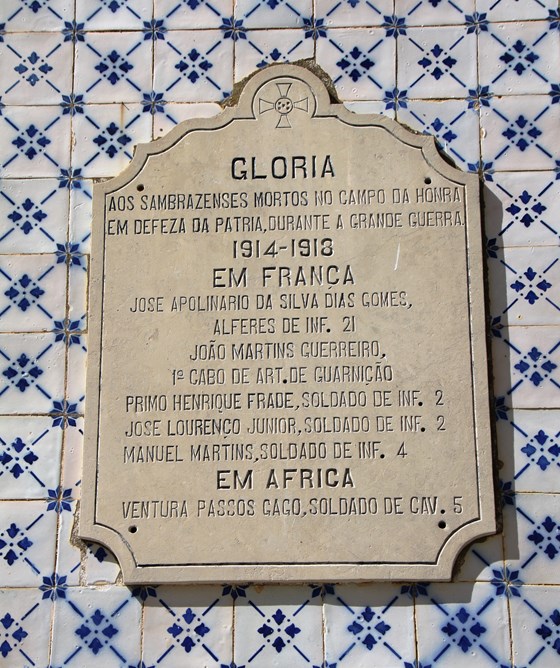 GLORIA
AOS SAMBRAZENSES MORTOS NO CAMPO DA HONRA
EM DEFEZA DA PATRIA, DURANTE A GRANDE GUERRA.
1914-1918
EM FRANÇA
JOSE APOLINARIO DA SILVA DIAS GOMES,
ALFERES DE INF. 21
JOÃO MARTINS GUERREIRO,
1º CABO DE ART. DE GUARNIÇÃO
PRIMO HENRIQUE FRADE, SOLDADO DE INF. 2
JOSE LOURENÇO JUNIOR, SOLDADO DE INF. 2
MANUEL MARTINS, SOLDADO DE INF. 4
EM AFRICA
VENTURA PASSOS GAGO, SOLDADO DE CAV. 5